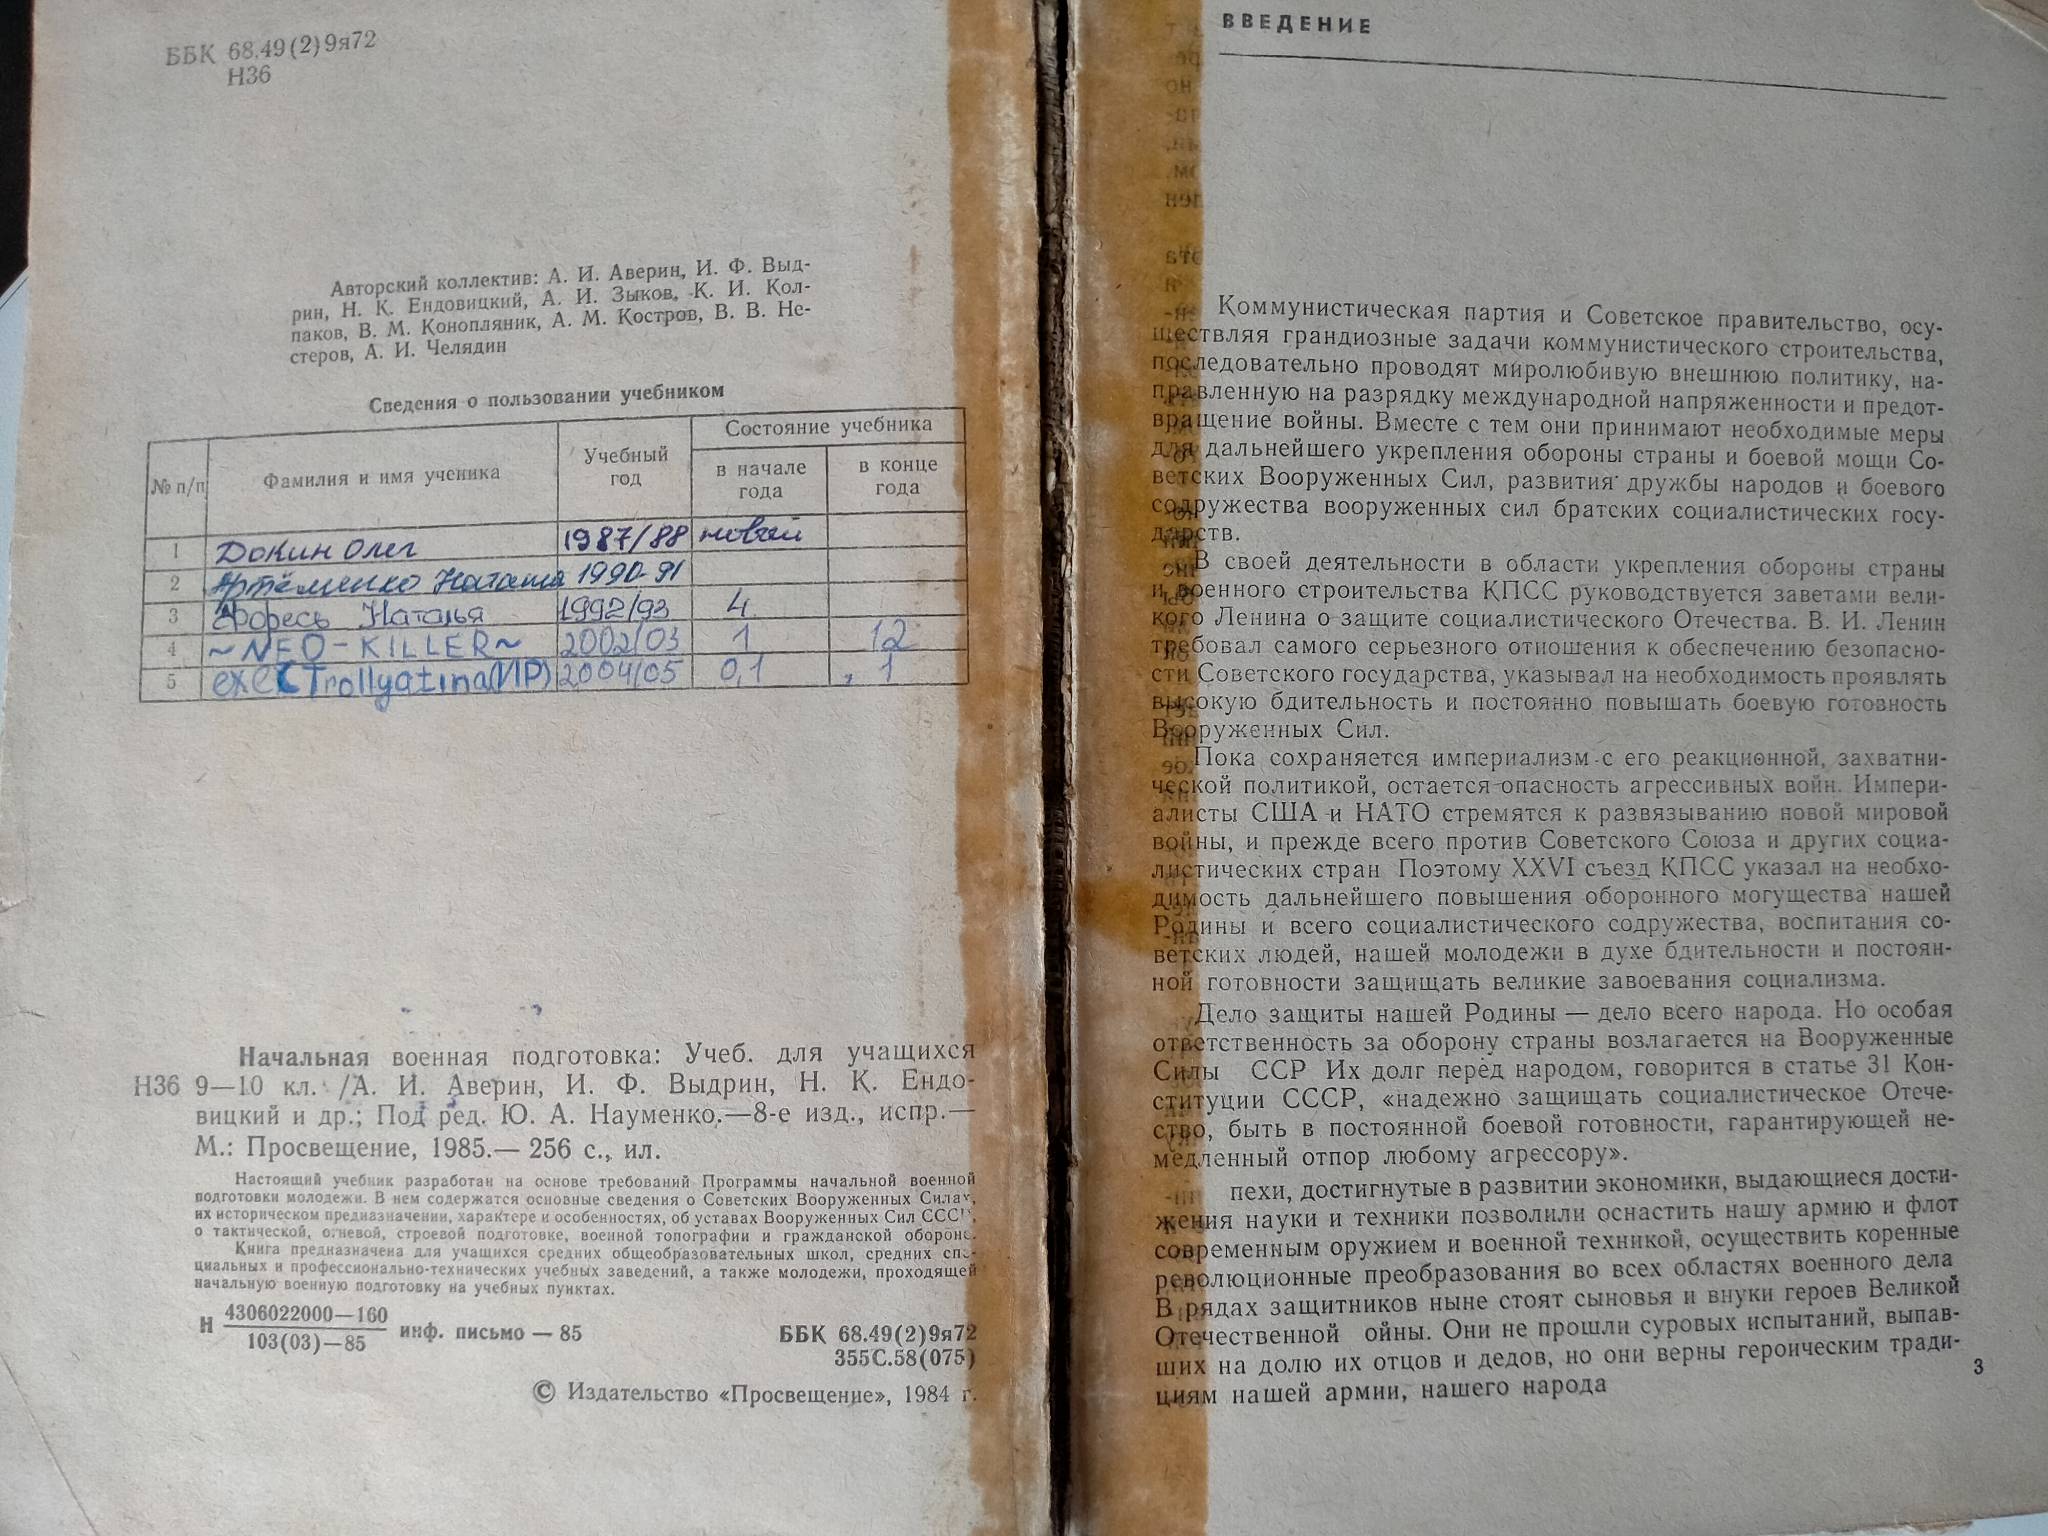 ББК 68.49(2)9я72
Н36
Авторский коллектив: А. И. Аверин, И. Ф. Выд-
рин, Н. К. Ендовицкий, А. И. Зыков, К. И. Кол-
паков, В. М. Конопляник, А. М. Костров, В. В. Не-
стеров, А. И. Челядин
Сведения о пользовании учебником
№ п/п Фамилия и имя ученика Учебный год Состояние учебника
в начале года в конце года
1 Докин Олег 1987/88 новый
2 Артёменко Наташа 1990-91
3 Наталья 1992/93 4
4 ~NEO-KILLER~ 2002/03 1 12
5 Trollyatina(VIP) 2004/05 0,1 1
Начальная военная подготовка: Учеб. для учащихся
Н36 9—10 кл. /А. И. Аверин, И. Ф. Выдрин, Н. К. Ендо-
вицкий и др.; Под ред. Ю. А. Науменко.—8-е изд., испр.—
М.: Просвещение, 1985.— 256 с., ил.
Настоящий учебник разработан на основе требований Программы начальной военной
подготовки молодежи. В нем содержатся основные сведения о Советских Вооруженных Силах,
их историческом предназначении, характере и особенностях, об уставах Вооруженных Сил СССР,
о тактической, огневой, строевой подготовке, военной топографии и гражданской обороне.
Книга предназначена для учащихся средних общеобразовательных школ, средних спе-
циальных и профессионально-технических учебных заведений, а также молодежи, проходящей
начальную военную подготовку на учебных пунктах.
Н 4306022000—160
103(03)—85 инф. письмо — 85
ББК 68.49(2)9я72
355С.58(075)
© Издательство «Просвещение», 1984 г.
ВВЕДЕНИЕ
Коммунистическая партия и Советское правительство, осу-
ществляя грандиозные задачи коммунистического строительства,
последовательно проводят миролюбивую внешнюю политику, на-
правленную на разрядку международной напряженности и предот-
вращение войны. Вместе с тем они принимают необходимые меры
для дальнейшего укрепления обороны страны и боевой мощи Со-
ветских Вооруженных Сил, развития дружбы народов и боевого
содружества вооруженных сил братских социалистических госу-
дарств.
В своей деятельности в области укрепления обороны страны
и военного строительства КПСС руководствуется заветами вели-
кого Ленина о защите социалистического Отечества. В. И. Ленин
требовал самого серьезного отношения к обеспечению безопасно-
сти Советского государства, указывал на необходимость проявлять
высокую бдительность и постоянно повышать боевую готовность
Вооруженных Сил.
Пока сохраняется империализм с его реакционной, захватни-
ческой политикой, остается опасность агрессивных войн. Импери-
алисты США и НАТО стремятся к развязыванию новой мировой
войны, и прежде всего против Советского Союза и других социа-
листических стран Поэтому XXVI съезд КПСС указал на необхо-
димость дальнейшего повышения оборонного могущества нашей
Родины и всего социалистического содружества, воспитания со-
ветских людей, нашей молодежи в духе бдительности и постоян-
ной готовности защищать великие завоевания социализма.
Дело защиты нашей Родины — дело всего народа. Но особая
ответственность за оборону страны возлагается на Вооруженные
Силы ССР Их долг перед народом, говорится в статье 31 Кон-
ституции СССР, «надежно защищать социалистическое Отече-
ство, быть в постоянной боевой готовности, гарантирующей не-
медленный отпор любому агрессору».
пехи, достигнутые в развитии экономики, выдающиеся дости-
жения науки и техники позволили оснастить нашу армию и флот
современным оружием и военной техникой, осуществить коренные
революционные преобразования во всех областях военного дела
В рядах защитников ныне стоят сыновья и внуки героев Великой
Отечественной ойны. Они не прошли суровых испытаний, выпав-
ших на долю их отцов и дедов, но они верны героическим тради-
циям нашей армии, нашего народа
3